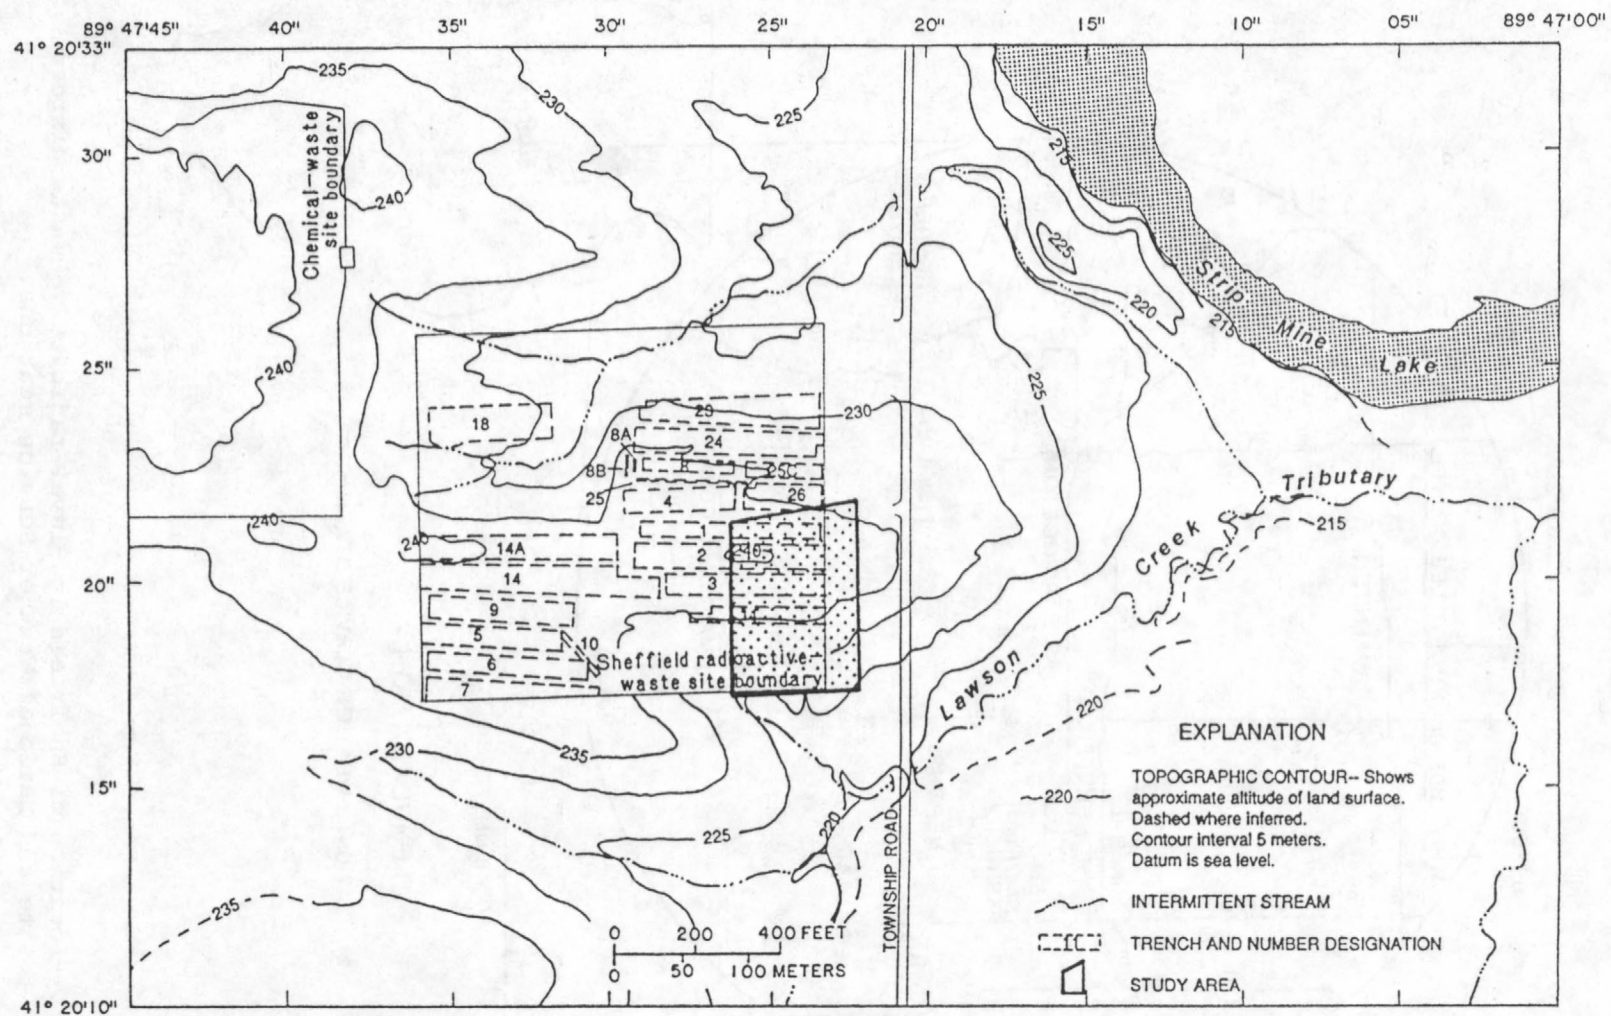 89° 47'45" 40" 35" 30" 25" 20" 15" 10" 05" 89° 47'00"
41° 20'33"
235
230
225
215
30"
Chemical-waste
site boundary
240
225
Strip
Mine
Lake
220
215
25"
240
225
18
29
230
8A
24
8B
8
25C
25
4
26
Tributary
240
1
215
240
14A
2
40
Creek
20"
14
3
9
11
5
10
6
Sheffield radioactive-
waste site boundary
7
Lawson
220
235
230
EXPLANATION
15"
TOPOGRAPHIC CONTOUR-- Shows
220
approximate altitude of land surface.
Dashed where inferred.
Contour interval 5 meters.
Datum is sea level.
225
220
TOWNSHIP ROAD
INTERMITTENT STREAM
235
0 200 400 FEET
TRENCH AND NUMBER DESIGNATION
0 50 100 METERS
STUDY AREA
41° 20'10"